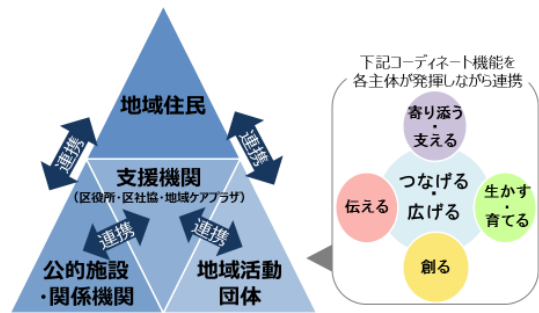 地域住民
連携
連携
支援機関
(区役所・区社協・地域ケアプラザ)
連携
連携
公的施設
・関係機関
地域活動
団体
下記コーディネート機能を
各主体が発揮しながら連携
寄り添う
・
支える
つなげる
・
広げる
伝える
生かす
・
育てる
創る